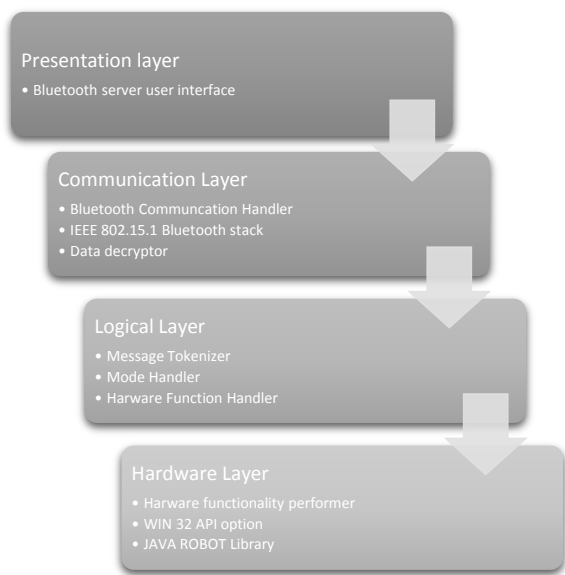 Presentation layer
• Bluetooth server user interface
Communication Layer
• Bluetooth Communcation Handler
• IEEE 802.15.1 Bluetooth stack
• Data decryptor
Logical Layer
• Message Tokenizer
• Mode Handler
• Harware Function Handler
Hardware Layer
• Harware functionality performer
• WIN 32 API option
• JAVA ROBOT Library